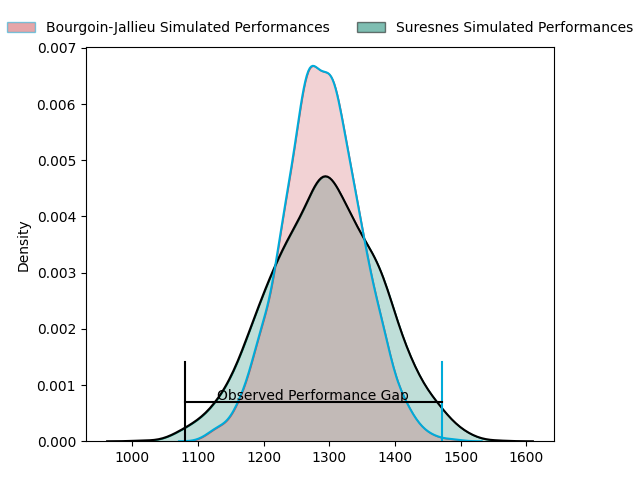 Bourgoin-Jallieu Simulated Performances Suresnes Simulated Performances
0.007
0.006
0.005
0.004
0.003
0.002
0.001
0.000
Density
Observed Performance Gap
1000 1100 1200 1300 1400 1500 1600